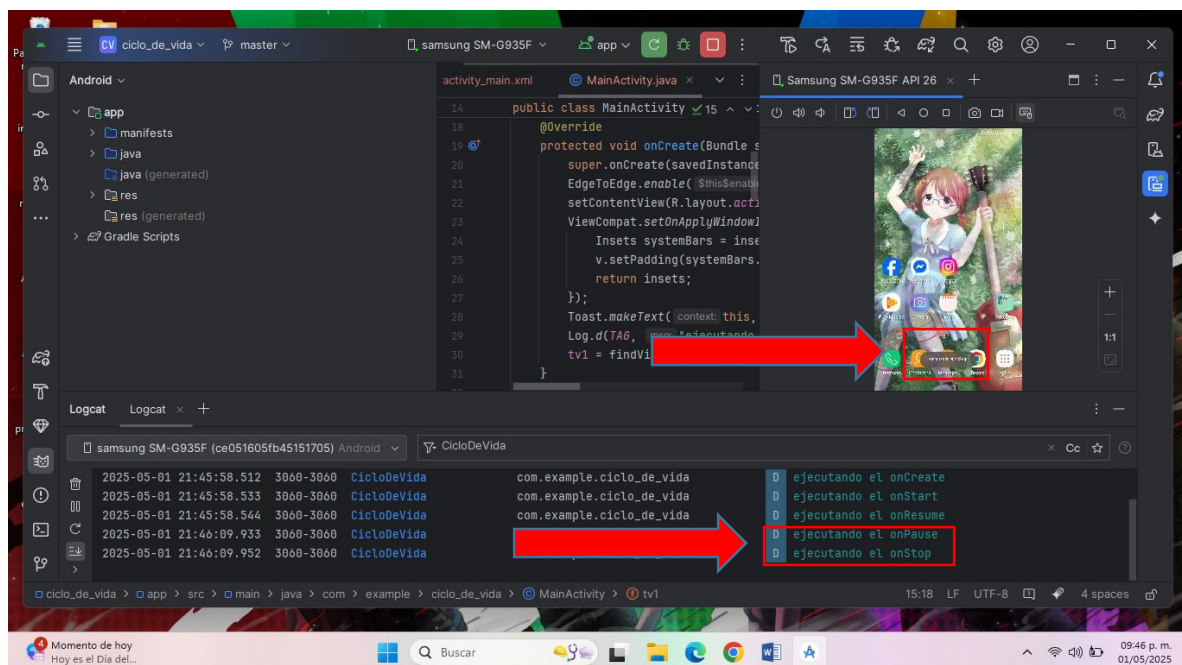 CV ciclo_de_vida master samsung SM-G935F app
Android
app
manifests
java
java (generated)
res
res (generated)
Gradle Scripts
activity_main.xml MainActivity.java
14 public class MainActivity 15
18 @Override
19 protected void onCreate(Bundle s
20 super.onCreate(savedInstance
21 EdgeToEdge.enable( $this$enabl
22 setContentView(R.layout.acti
23 ViewCompat.setOnApplyWindowI
24 Insets systemBars = inse
25 v.setPadding(systemBars.
26 return insets;
27 });
28 Toast.makeText( context: this,
29 Log.d(TAG, msg: "ejecutando
30 tv1 = findVi
31 }
Samsung SM-G935F API 26
1:1
Logcat Logcat
samsung SM-G935F (ce051605fb45151705) Android CicloDeVida Cc
2025-05-01 21:45:58.512 3060-3060 CicloDeVida com.example.ciclo_de_vida D ejecutando el onCreate
2025-05-01 21:45:58.533 3060-3060 CicloDeVida com.example.ciclo_de_vida D ejecutando el onStart
2025-05-01 21:45:58.544 3060-3060 CicloDeVida com.example.ciclo_de_vida D ejecutando el onResume
2025-05-01 21:46:09.933 3060-3060 CicloDeVida D ejecutando el onPause
2025-05-01 21:46:09.952 3060-3060 CicloDeVida D ejecutando el onStop
ciclo_de_vida > app > src > main > java > com > example > ciclo_de_vida > MainActivity > tv1 15:18 LF UTF-8 4 spaces
4 Momento de hoy
Hoy es el Día del...
Buscar
09:46 p. m.
01/05/2025